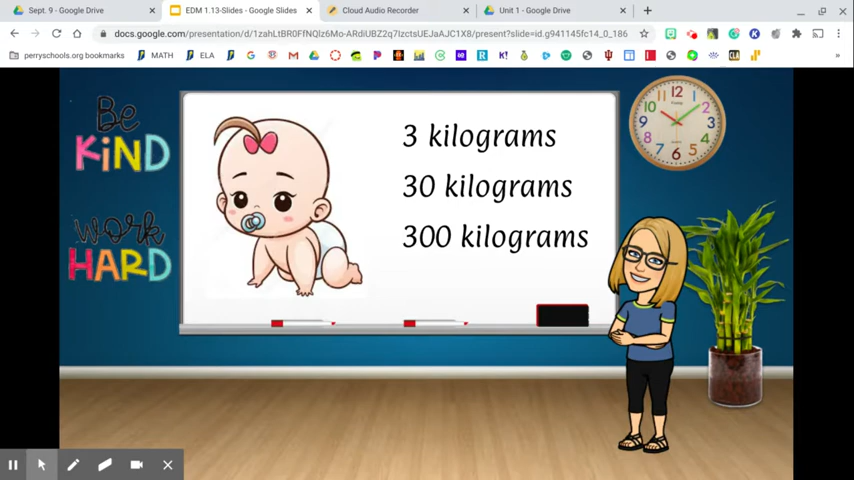 Sept. 9 - Google Drive
EDM 1.13-Slides - Google Slides
Cloud Audio Recorder
Unit 1 - Google Drive
docs.google.com/presentation/d/1zahLtBR0FfNQIz6Mo-ARdiUBZ2q7IzctsUEJaAJC1X8/present?slide=id.g941145fc14_0_186
perryschools.org bookmarks
MATH
ELA
Be
KiND
work
HARD
3 kilograms
30 kilograms
300 kilograms
12
1
2
3
4
5
6
7
8
9
10
11